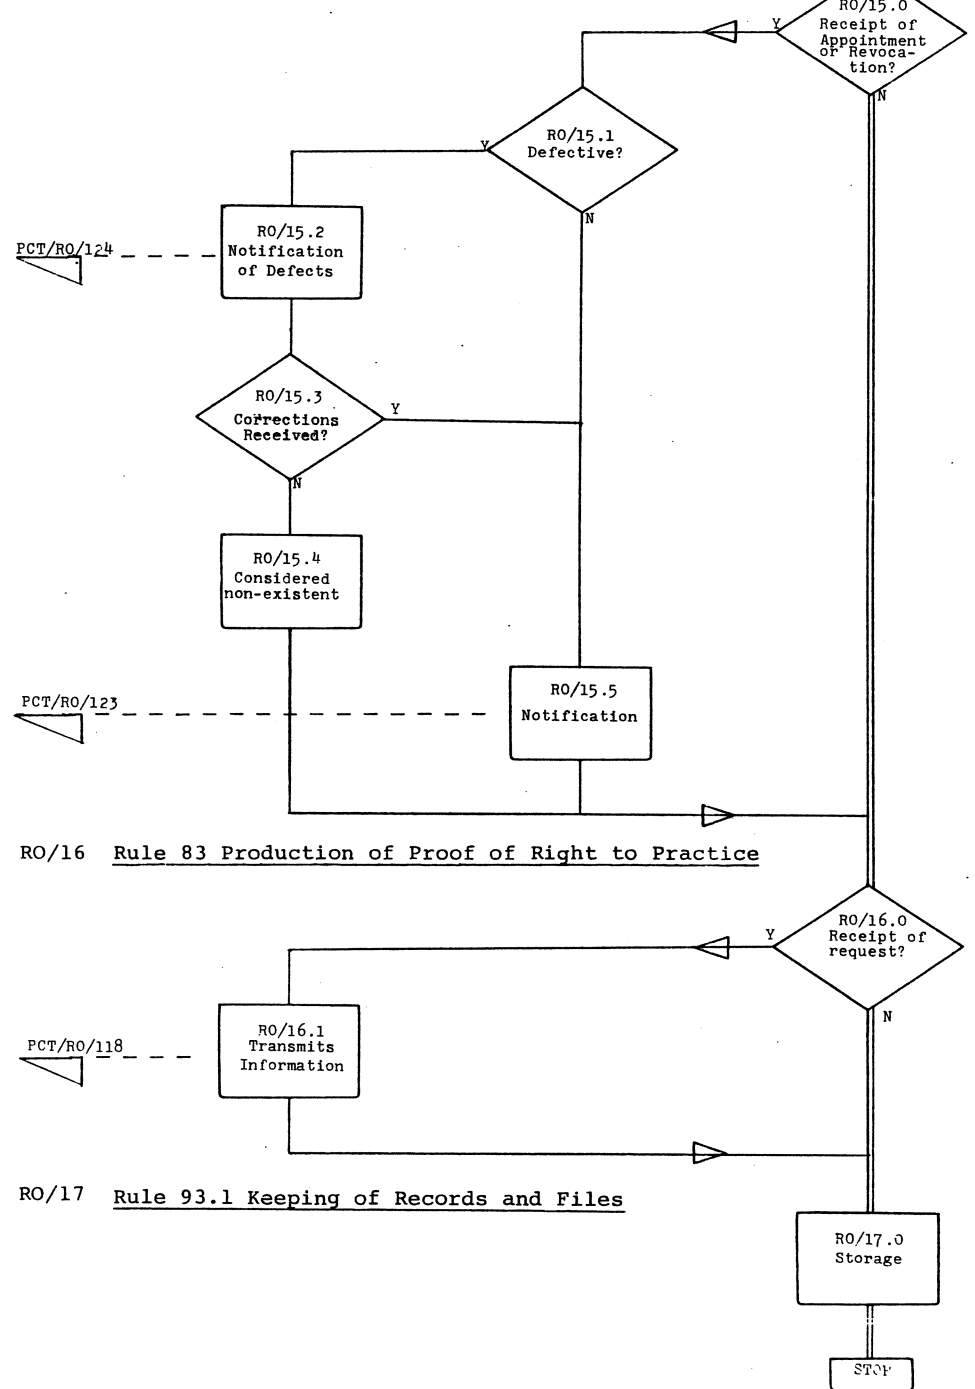 RO/15.0
Receipt of
Appointment
or Revoca-
tion?
Y
N
RO/15.1
Defective?
Y
N
RO/15.2
Notification
of Defects
PCT/RO/124
RO/15.3
Corrections
Received?
Y
N
RO/15.4
Considered
non-existent
RO/15.5
Notification
PCT/RO/123
RO/16 Rule 83 Production of Proof of Right to Practice
RO/16.0
Receipt of
request?
Y
N
RO/16.1
Transmits
Information
PCT/RO/118
RO/17 Rule 93.1 Keeping of Records and Files
RO/17.0
Storage
STOP